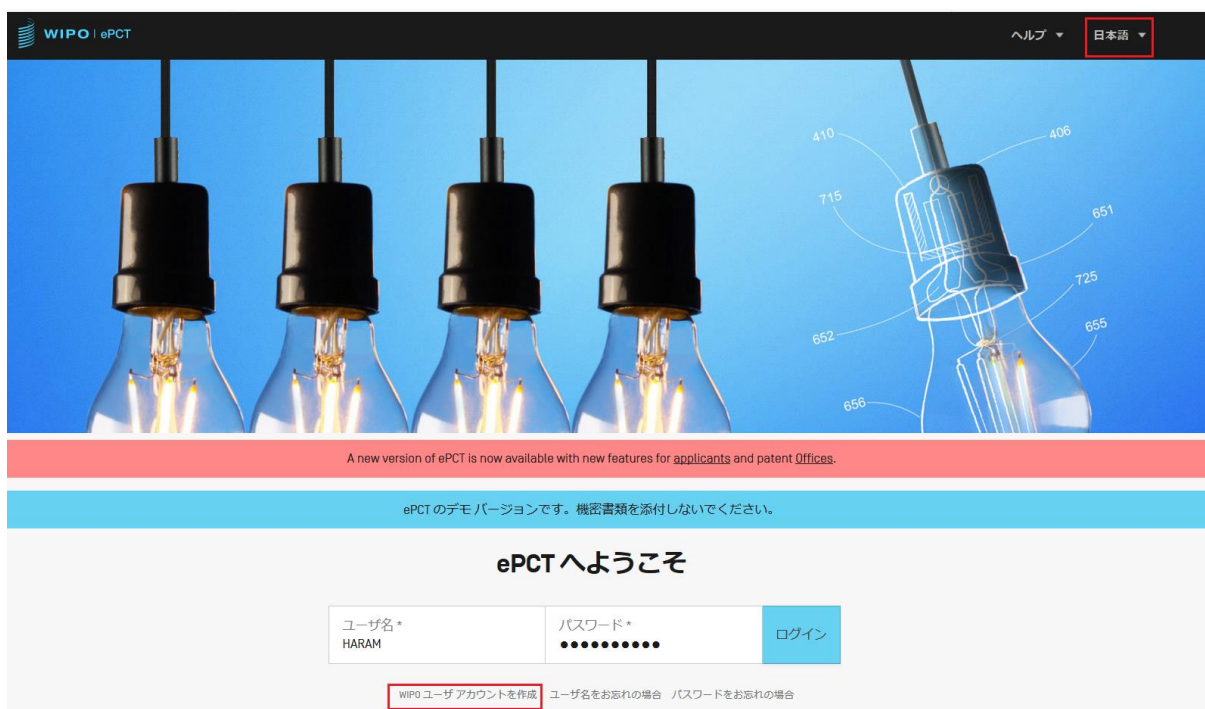 WIPO | ePCT
ヘルプ ▼ 日本語 ▼
410
406
715
651
725
652
655
656
A new version of ePCT is now available with new features for applicants and patent Offices.
ePCT のデモ バージョンです。機密書類を添付しないでください。
ePCT へようこそ
ユーザ名 * パスワード * ログイン
HARAM ●●●●●●●●●●
WIPO ユーザ アカウントを作成 ユーザ名をお忘れの場合 パスワードをお忘れの場合